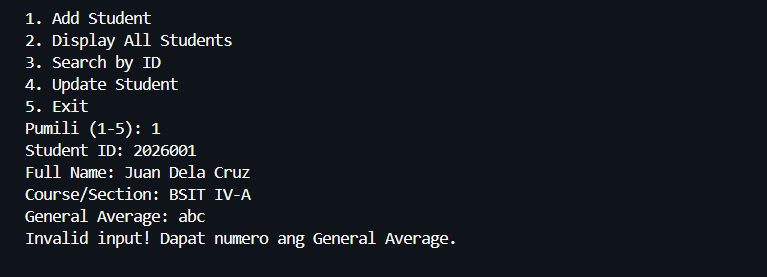 1. Add Student
2. Display All Students
3. Search by ID
4. Update Student
5. Exit
Pumili (1-5): 1
Student ID: 2026001
Full Name: Juan Dela Cruz
Course/Section: BSIT IV-A
General Average: abc
Invalid input! Dapat numero ang General Average.